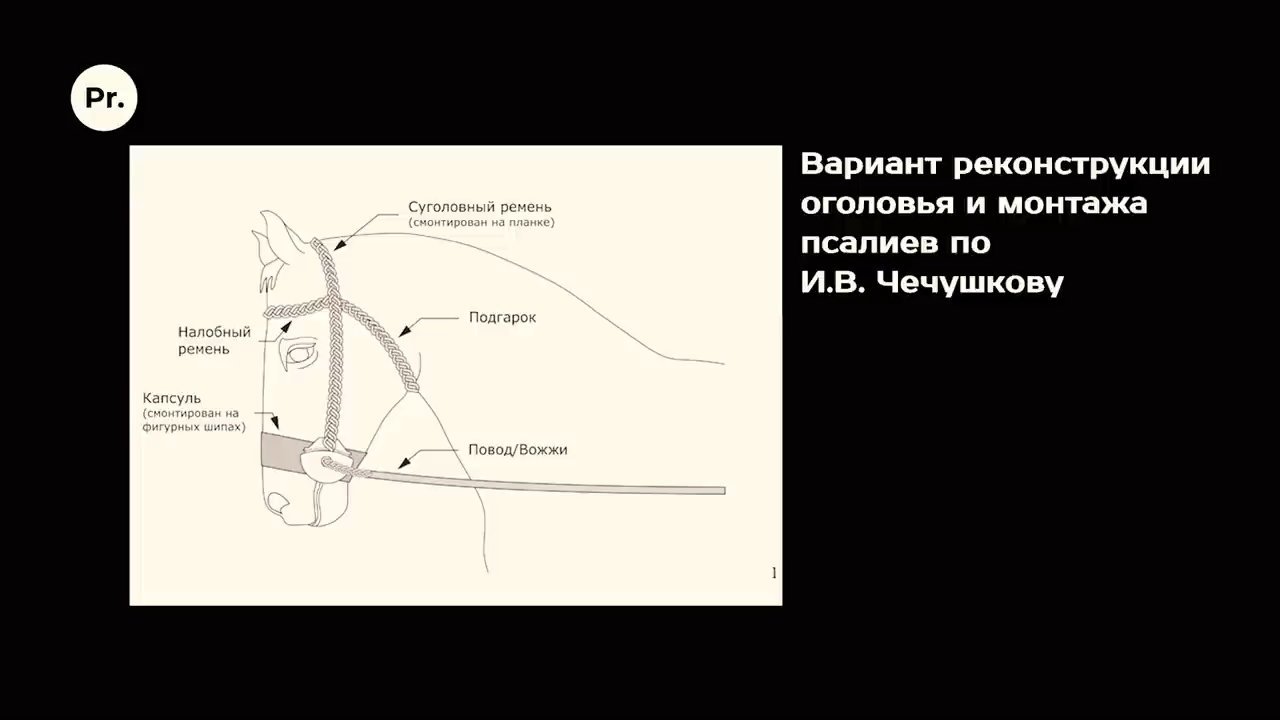 Pr.
Вариант реконструкции
оголовья и монтажа
псалиев по
И.В. Чечушкову
Суголовный ремень
(смонтирован на планке)
Подгарок
Налобный
ремень
Капсуль
(смонтирован на
фигурных шипах)
Повод/Вожжи
1